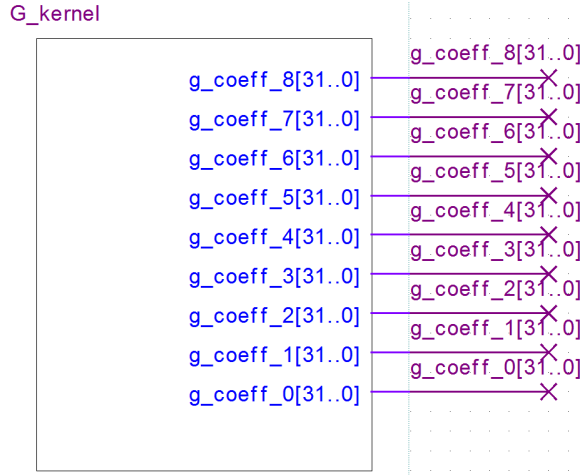 G_kernel
g_coeff_8[31..0]
g_coeff_8[31..0]
g_coeff_7[31..0]
g_coeff_7[31..0]
g_coeff_6[31..0]
g_coeff_6[31..0]
g_coeff_5[31..0]
g_coeff_5[31..0]
g_coeff_4[31..0]
g_coeff_4[31..0]
g_coeff_3[31..0]
g_coeff_3[31..0]
g_coeff_2[31..0]
g_coeff_2[31..0]
g_coeff_1[31..0]
g_coeff_1[31..0]
g_coeff_0[31..0]
g_coeff_0[31..0]